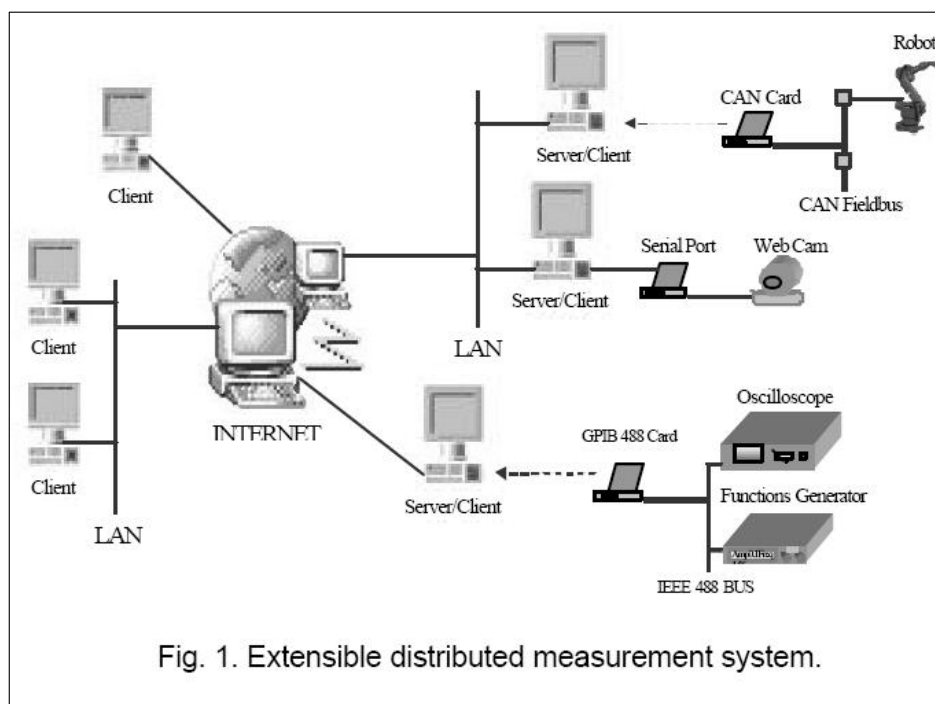 Robot
CAN Card
Server/Client
Client
CAN Fieldbus
Serial Port
Web Cam
Server/Client
Client
LAN
Oscilloscope
INTERNET
GPIB 488 Card
Client
Server/Client
Functions Generator
LAN
IEEE 488 BUS
Fig. 1. Extensible distributed measurement system.